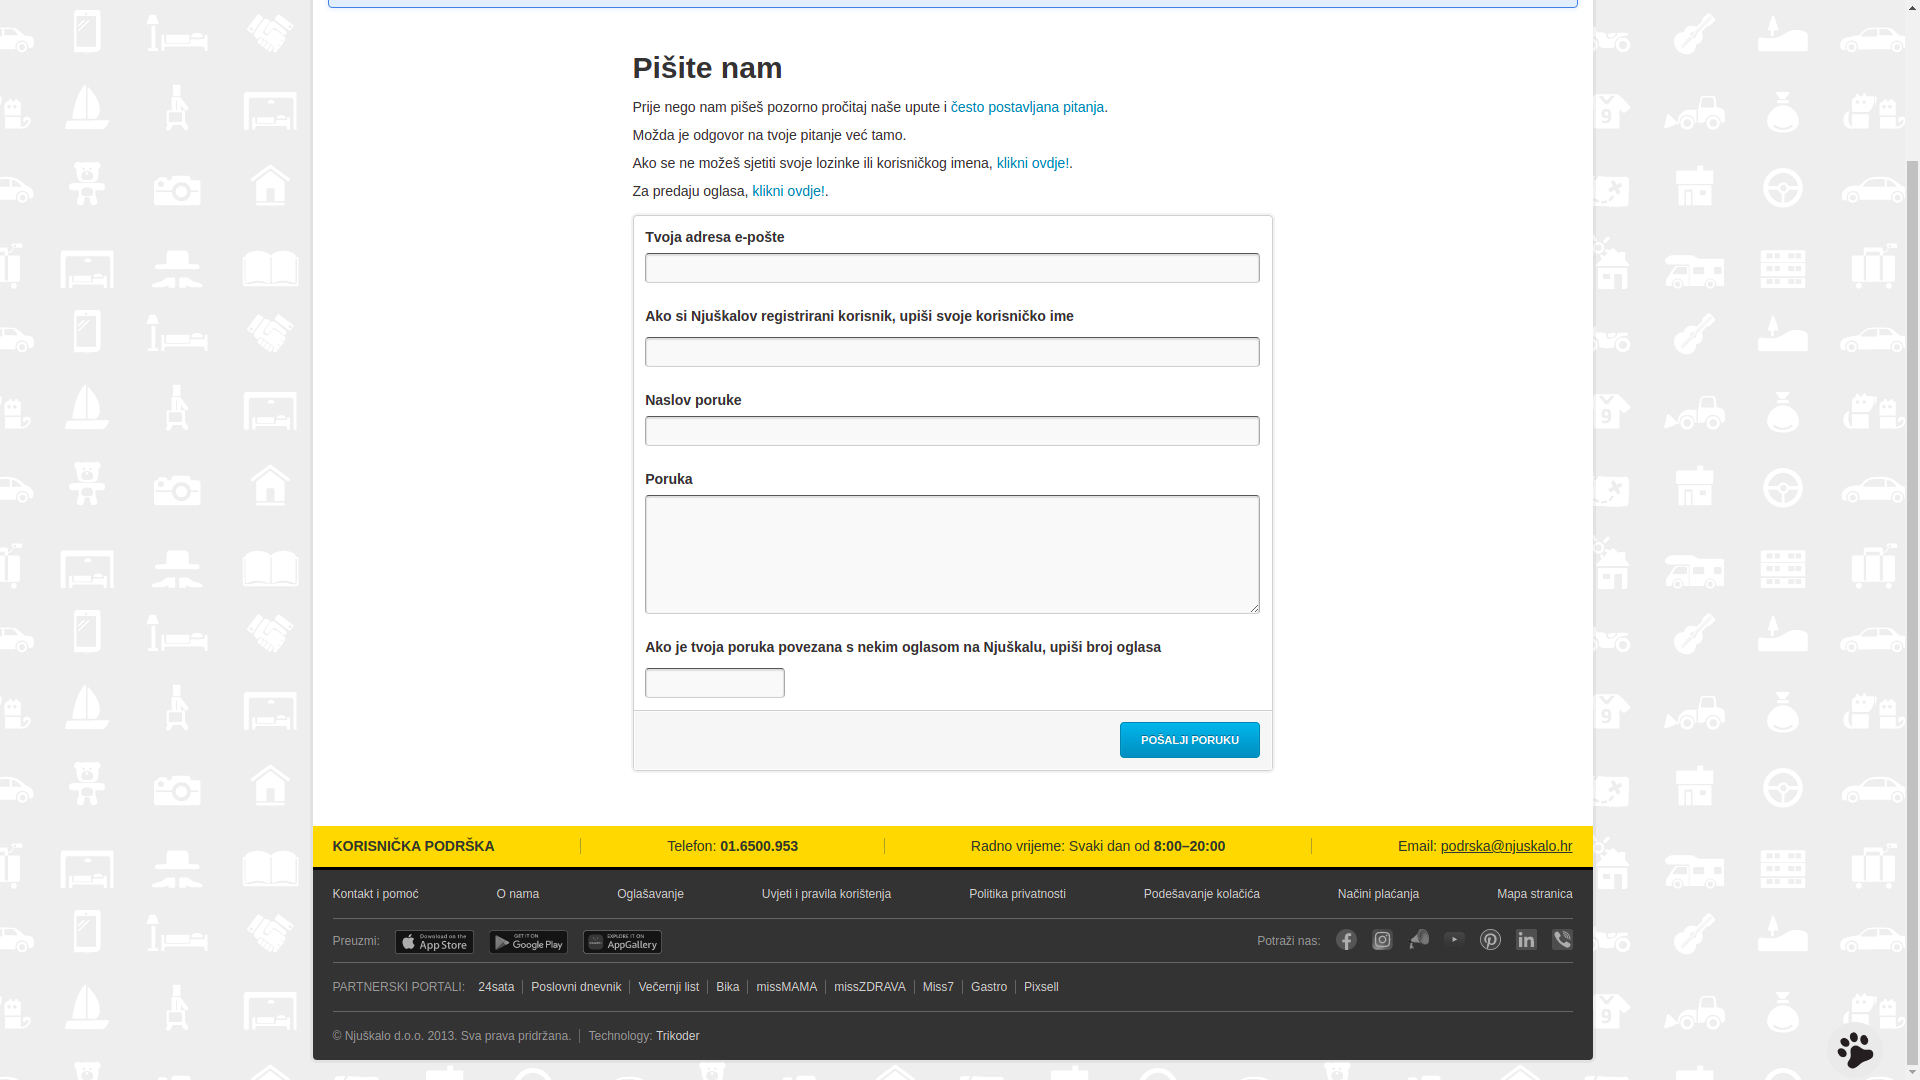 Pišite nam
Prije nego nam pišeš pozorno pročitaj naše upute i često postavljana pitanja.
Možda je odgovor na tvoje pitanje već tamo.
Ako se ne možeš sjetiti svoje lozinke ili korisničkog imena, klikni ovdje!.
Za predaju oglasa, klikni ovdje!.
Tvoja adresa e-pošte
Ako si Njuškalov registrirani korisnik, upiši svoje korisničko ime
Naslov poruke
Poruka
Ako je tvoja poruka povezana s nekim oglasom na Njuškalu, upiši broj oglasa
POŠALJI PORUKU
KORISNIČKA PODRŠKA Telefon: 01.6500.953 Radno vrijeme: Svaki dan od 8:00–20:00 Email: podrska@njuskalo.hr
Kontakt i pomoć O nama Oglašavanje Uvjeti i pravila korištenja Politika privatnosti Podešavanje kolačića Načini plaćanja Mapa stranica
Preuzmi: Download on the App Store GET IT ON Google Play EXPLORE IT ON AppGallery Potraži nas:
PARTNERSKI PORTALI: 24sata Poslovni dnevnik Večernji list Bika missMAMA missZDRAVA Miss7 Gastro Pixsell
© Njuškalo d.o.o. 2013. Sva prava pridržana. Technology: Trikoder